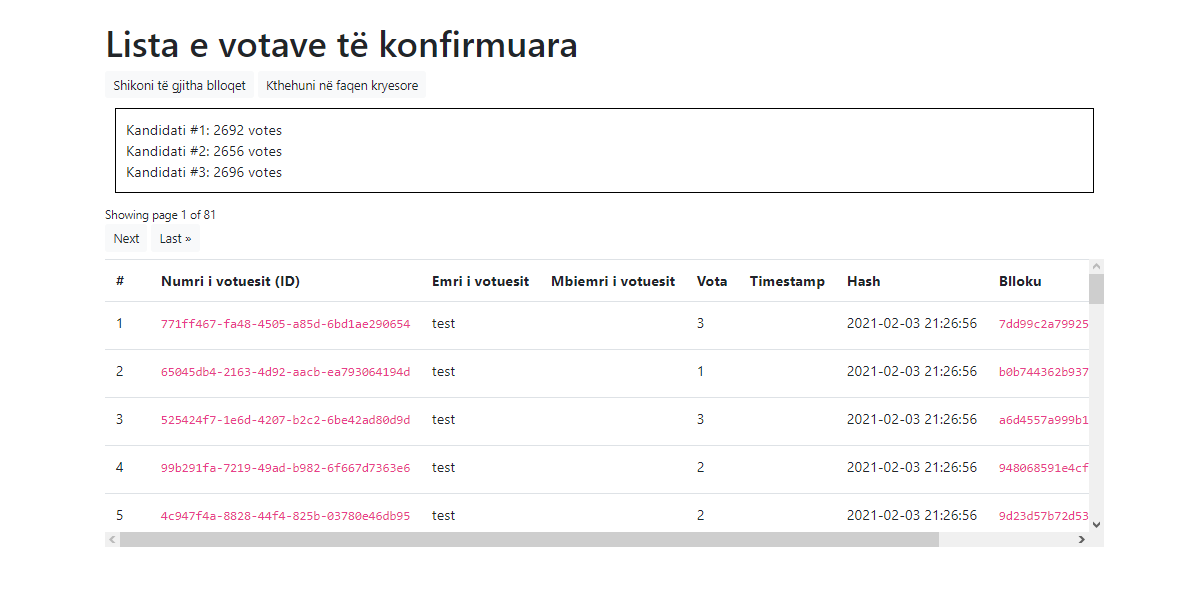 Lista e votave të konfirmuara
Shikoni të gjitha blloqet Kthehuni në faqen kryesore
Kandidati #1: 2692 votes
Kandidati #2: 2656 votes
Kandidati #3: 2696 votes
Showing page 1 of 81
Next Last »
# Numri i votuesit (ID) Emri i votuesit Mbiemri i votuesit Vota Timestamp Hash Blloku
1 771ff467-fa48-4505-a85d-6bd1ae290654 test 3 2021-02-03 21:26:56 7dd99c2a79925
2 65045db4-2163-4d92-aacb-ea793064194d test 1 2021-02-03 21:26:56 b0b744362b937
3 525424f7-1e6d-4207-b2c2-6be42ad80d9d test 3 2021-02-03 21:26:56 a6d4557a999b1
4 99b291fa-7219-49ad-b982-6f667d7363e6 test 2 2021-02-03 21:26:56 948068591e4cf
5 4c947f4a-8828-44f4-825b-03780e46db95 test 2 2021-02-03 21:26:56 9d23d57b72d53